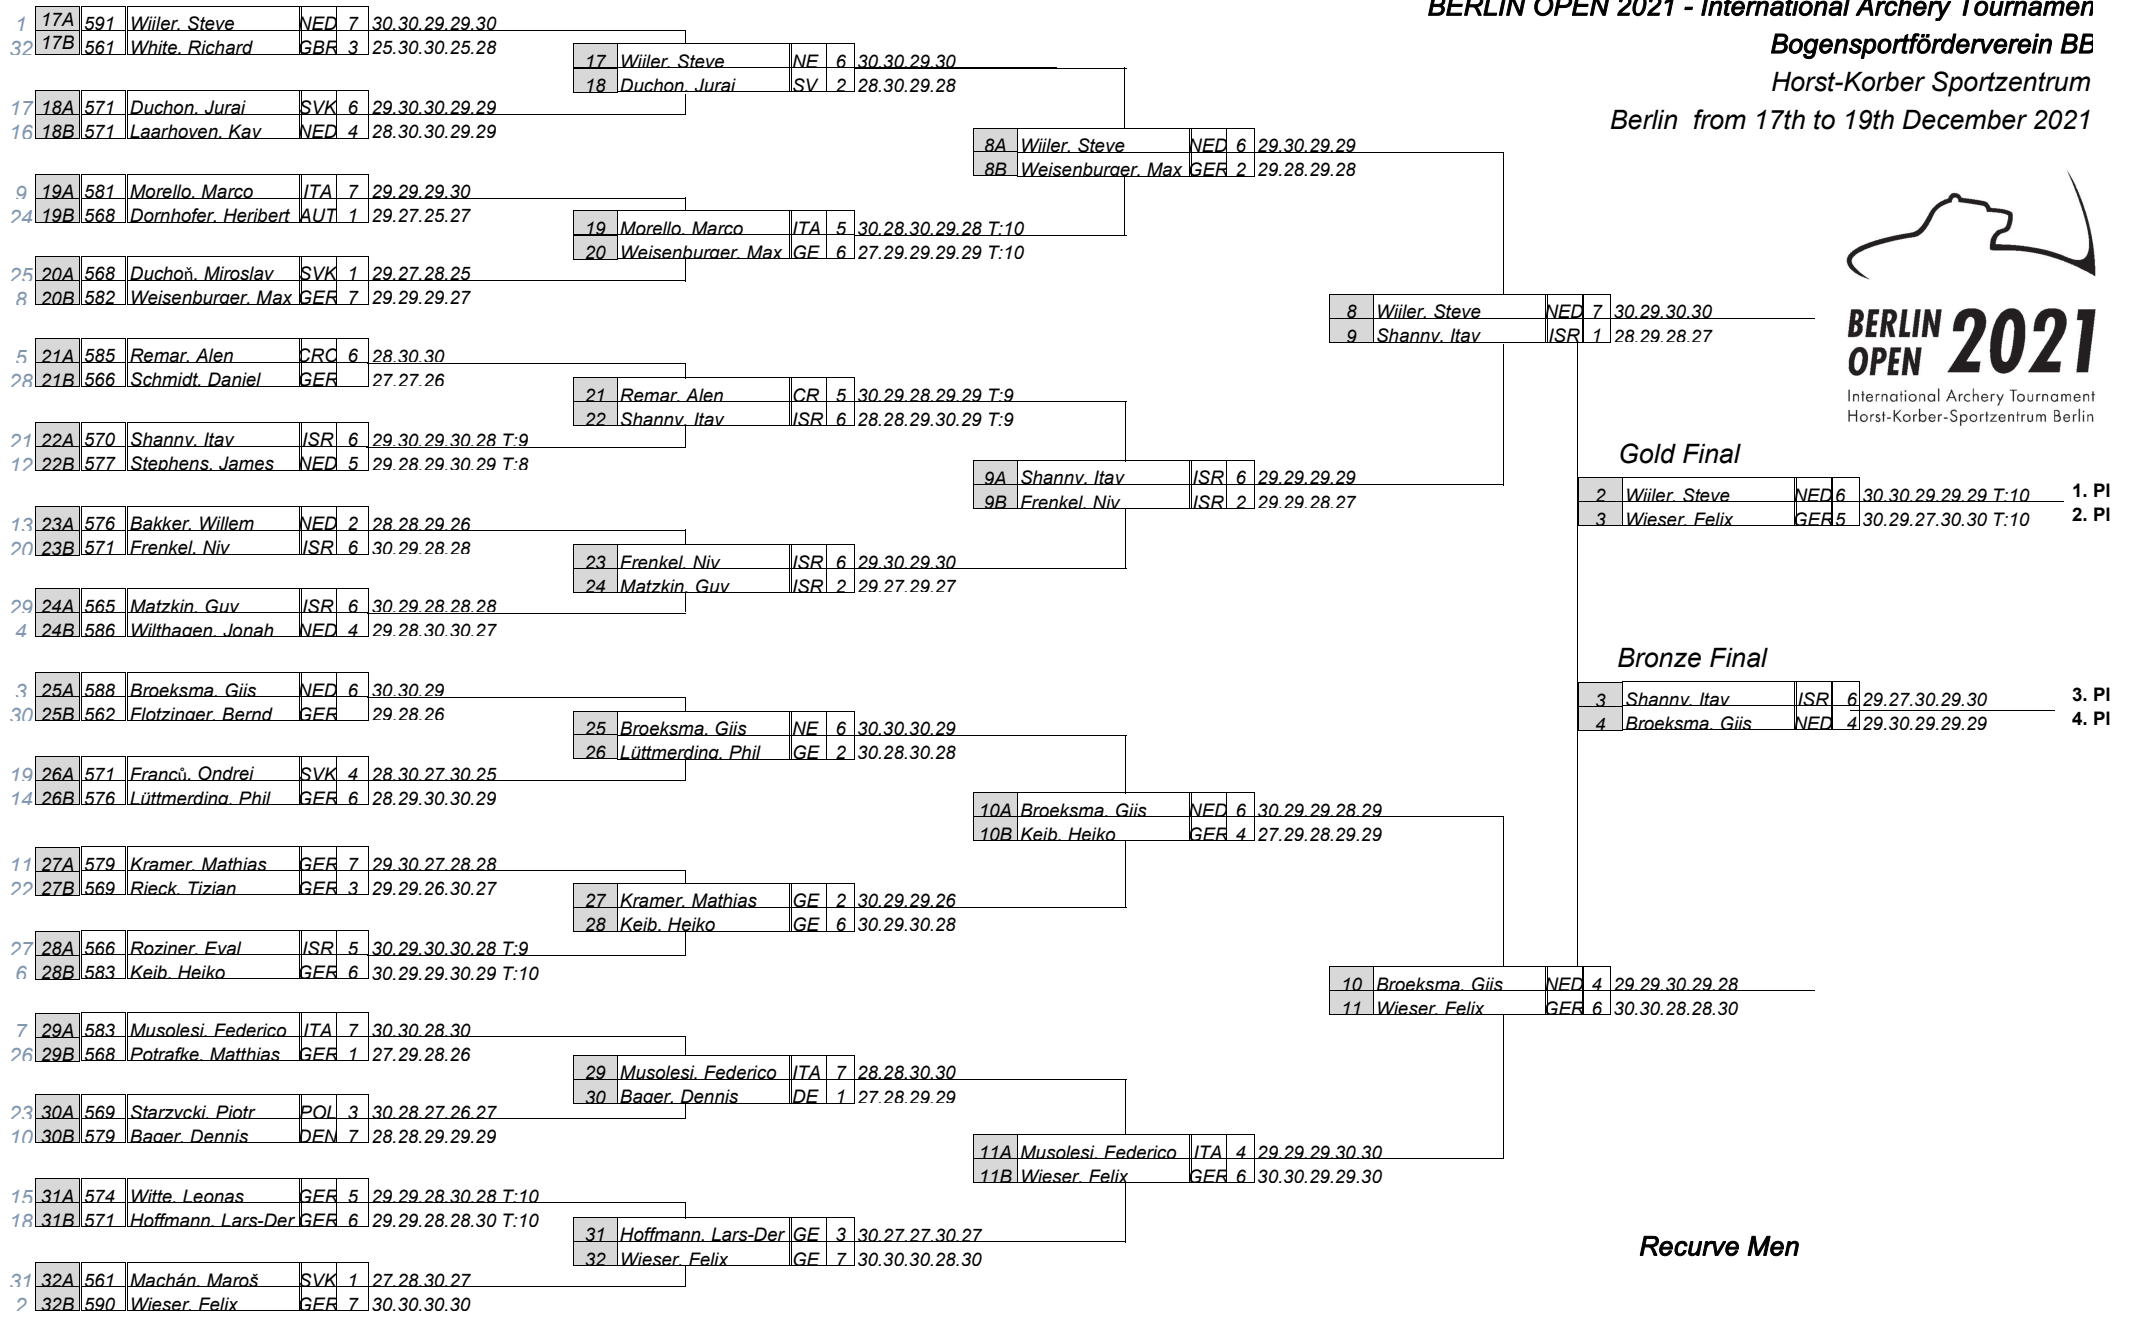 BERLIN OPEN 2021 - International Archery Tournamen
Bogensportförderverein BB
Horst-Korber Sportzentrum
Berlin from 17th to 19th December 2021
1 17A 591 Wijler, Steve NED 7 30.30.29.29.30
32 17B 561 White, Richard GBR 3 25.30.30.25.28
17 18A 571 Duchon, Juraj SVK 6 29.30.30.29.29
16 18B 571 Laarhoven, Kay NED 4 28.30.30.29.29
9 19A 581 Morello, Marco ITA 7 29.29.29.30
24 19B 568 Dornhofer, Heribert AUT 1 29.27.25.27
25 20A 568 Duchoň, Miroslav SVK 1 29.27.28.25
8 20B 582 Weisenburger, Max GER 7 29.29.29.27
5 21A 585 Remar, Alen CRO 6 28.30.30
28 21B 566 Schmidt, Daniel GER 27.27.26
21 22A 570 Shanny, Itay ISR 6 29.30.29.30.28 T:9
12 22B 577 Stephens, James NED 5 29.28.29.30.29 T:8
13 23A 576 Bakker, Willem NED 2 28.28.29.26
20 23B 571 Frenkel, Niv ISR 6 30.29.28.28
29 24A 565 Matzkin, Guy ISR 6 30.29.28.28.28
4 24B 586 Wilthagen, Jonah NED 4 29.28.30.30.27
3 25A 588 Broeksma, Gijs NED 6 30.30.29
30 25B 562 Flotzinger, Bernd GER 29.28.26
19 26A 571 Franců, Ondrej SVK 4 28.30.27.30.25
14 26B 576 Lüttmerding, Phil GER 6 28.29.30.30.29
11 27A 579 Kramer, Mathias GER 7 29.30.27.28.28
22 27B 569 Rieck, Tizian GER 3 29.29.26.30.27
27 28A 566 Roziner, Eyal ISR 5 30.29.30.30.28 T:9
6 28B 583 Keib, Heiko GER 6 30.29.29.30.29 T:10
7 29A 583 Musolesi, Federico ITA 7 30.30.28.30
26 29B 568 Potrafke, Matthias GER 1 27.29.28.26
23 30A 569 Starzycki, Piotr POL 3 30.28.27.26.27
10 30B 579 Bager, Dennis DEN 7 28.28.29.29.29
15 31A 574 Witte, Leonas GER 5 29.29.28.30.28 T:10
18 31B 571 Hoffmann, Lars-Der GER 6 29.29.28.28.30 T:10
31 32A 561 Machán, Maroš SVK 1 27.28.30.27
2 32B 590 Wieser, Felix GER 7 30.30.30.30
17 Wijler, Steve NE 6 30.30.29.30
18 Duchon, Juraj SV 2 28.30.29.28
19 Morello, Marco ITA 5 30.28.30.29.28 T:10
20 Weisenburger, Max GE 6 27.29.29.29.29 T:10
21 Remar, Alen CR 5 30.29.28.29.29 T:9
22 Shanny, Itay ISR 6 28.28.29.30.29 T:9
23 Frenkel, Niv ISR 6 29.30.29.30
24 Matzkin, Guy ISR 2 29.27.29.27
25 Broeksma, Gijs NE 6 30.30.30.29
26 Lüttmerding, Phil GE 2 30.28.30.28
27 Kramer, Mathias GE 2 30.29.29.26
28 Keib, Heiko GE 6 30.29.30.28
29 Musolesi, Federico ITA 7 28.28.30.30
30 Bager, Dennis DE 1 27.28.29.29
31 Hoffmann, Lars-Der GE 3 30.27.27.30.27
32 Wieser, Felix GE 7 30.30.30.28.30
8A Wijler, Steve NED 6 29.30.29.29
8B Weisenburger, Max GER 2 29.28.29.28
9A Shanny, Itay ISR 6 29.29.29.29
9B Frenkel, Niv ISR 2 29.29.28.27
10A Broeksma, Gijs NED 6 30.29.29.28.29
10B Keib, Heiko GER 4 27.29.28.29.29
11A Musolesi, Federico ITA 4 29.29.29.30.30
11B Wieser, Felix GER 6 30.30.29.29.30
8 Wijler, Steve NED 7 30.29.30.30
9 Shanny, Itay ISR 1 28.29.28.27
10 Broeksma, Gijs NED 4 29.29.30.29.28
11 Wieser, Felix GER 6 30.30.28.28.30
BERLIN
OPEN 2021
International Archery Tournament
Horst-Korber-Sportzentrum Berlin
Gold Final
2 Wijler, Steve NED 6 30.30.29.29.29 T:10 1. Pl
3 Wieser, Felix GER 5 30.29.27.30.30 T:10 2. Pl
Bronze Final
3 Shanny, Itay ISR 6 29.27.30.29.30 3. Pl
4 Broeksma, Gijs NED 4 29.30.29.29.29 4. Pl
Recurve Men